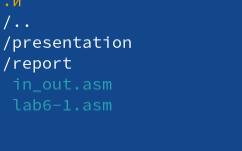 .и
/..
/presentation
/report
in_out.asm
lab6-1.asm